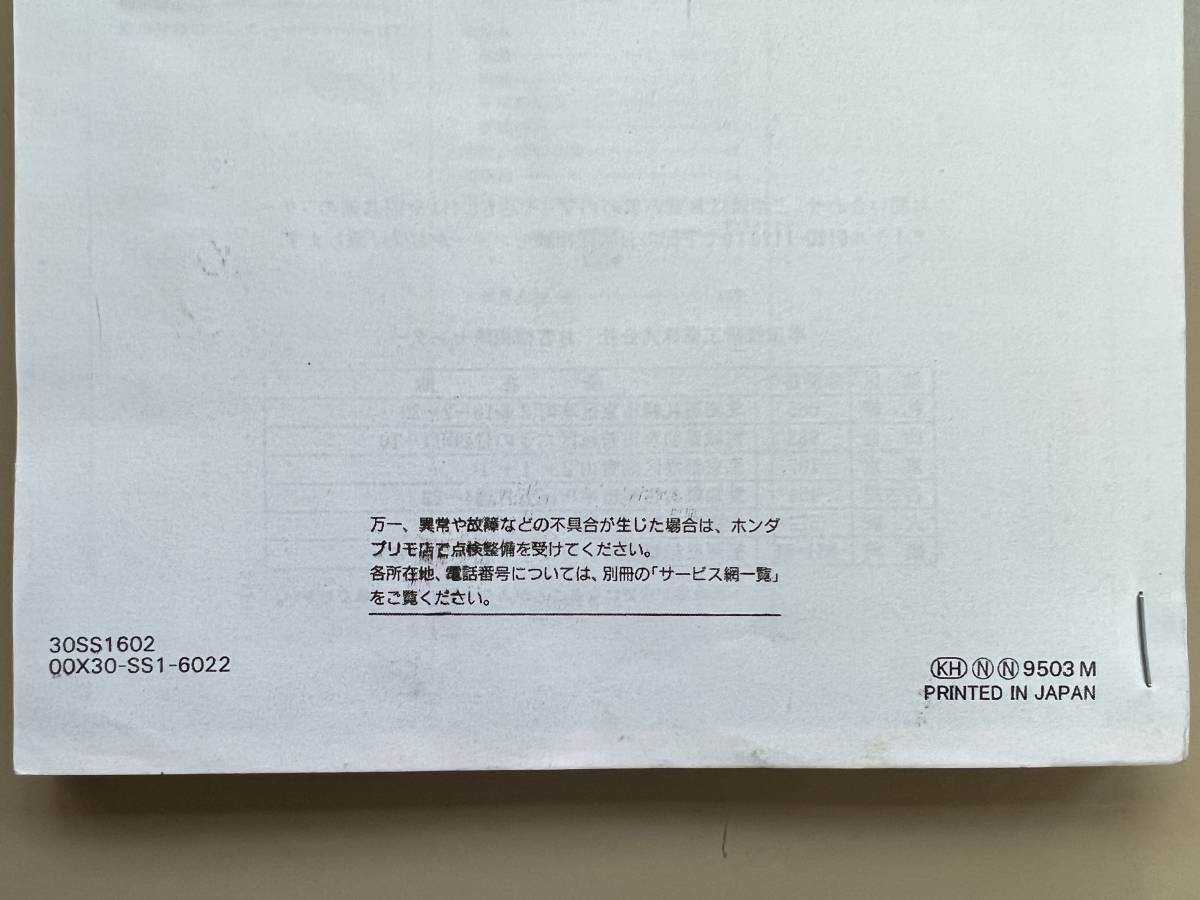 万一、異常や故障などの不具合が生じた場合は、ホンダ
プリモ店で点検整備を受けてください。
各所在地、電話番号については、別冊の「サービス網一覧」
をご覧ください。
30SS1602
00X30-SS1-6022
KH N N 9503 M
PRINTED IN JAPAN